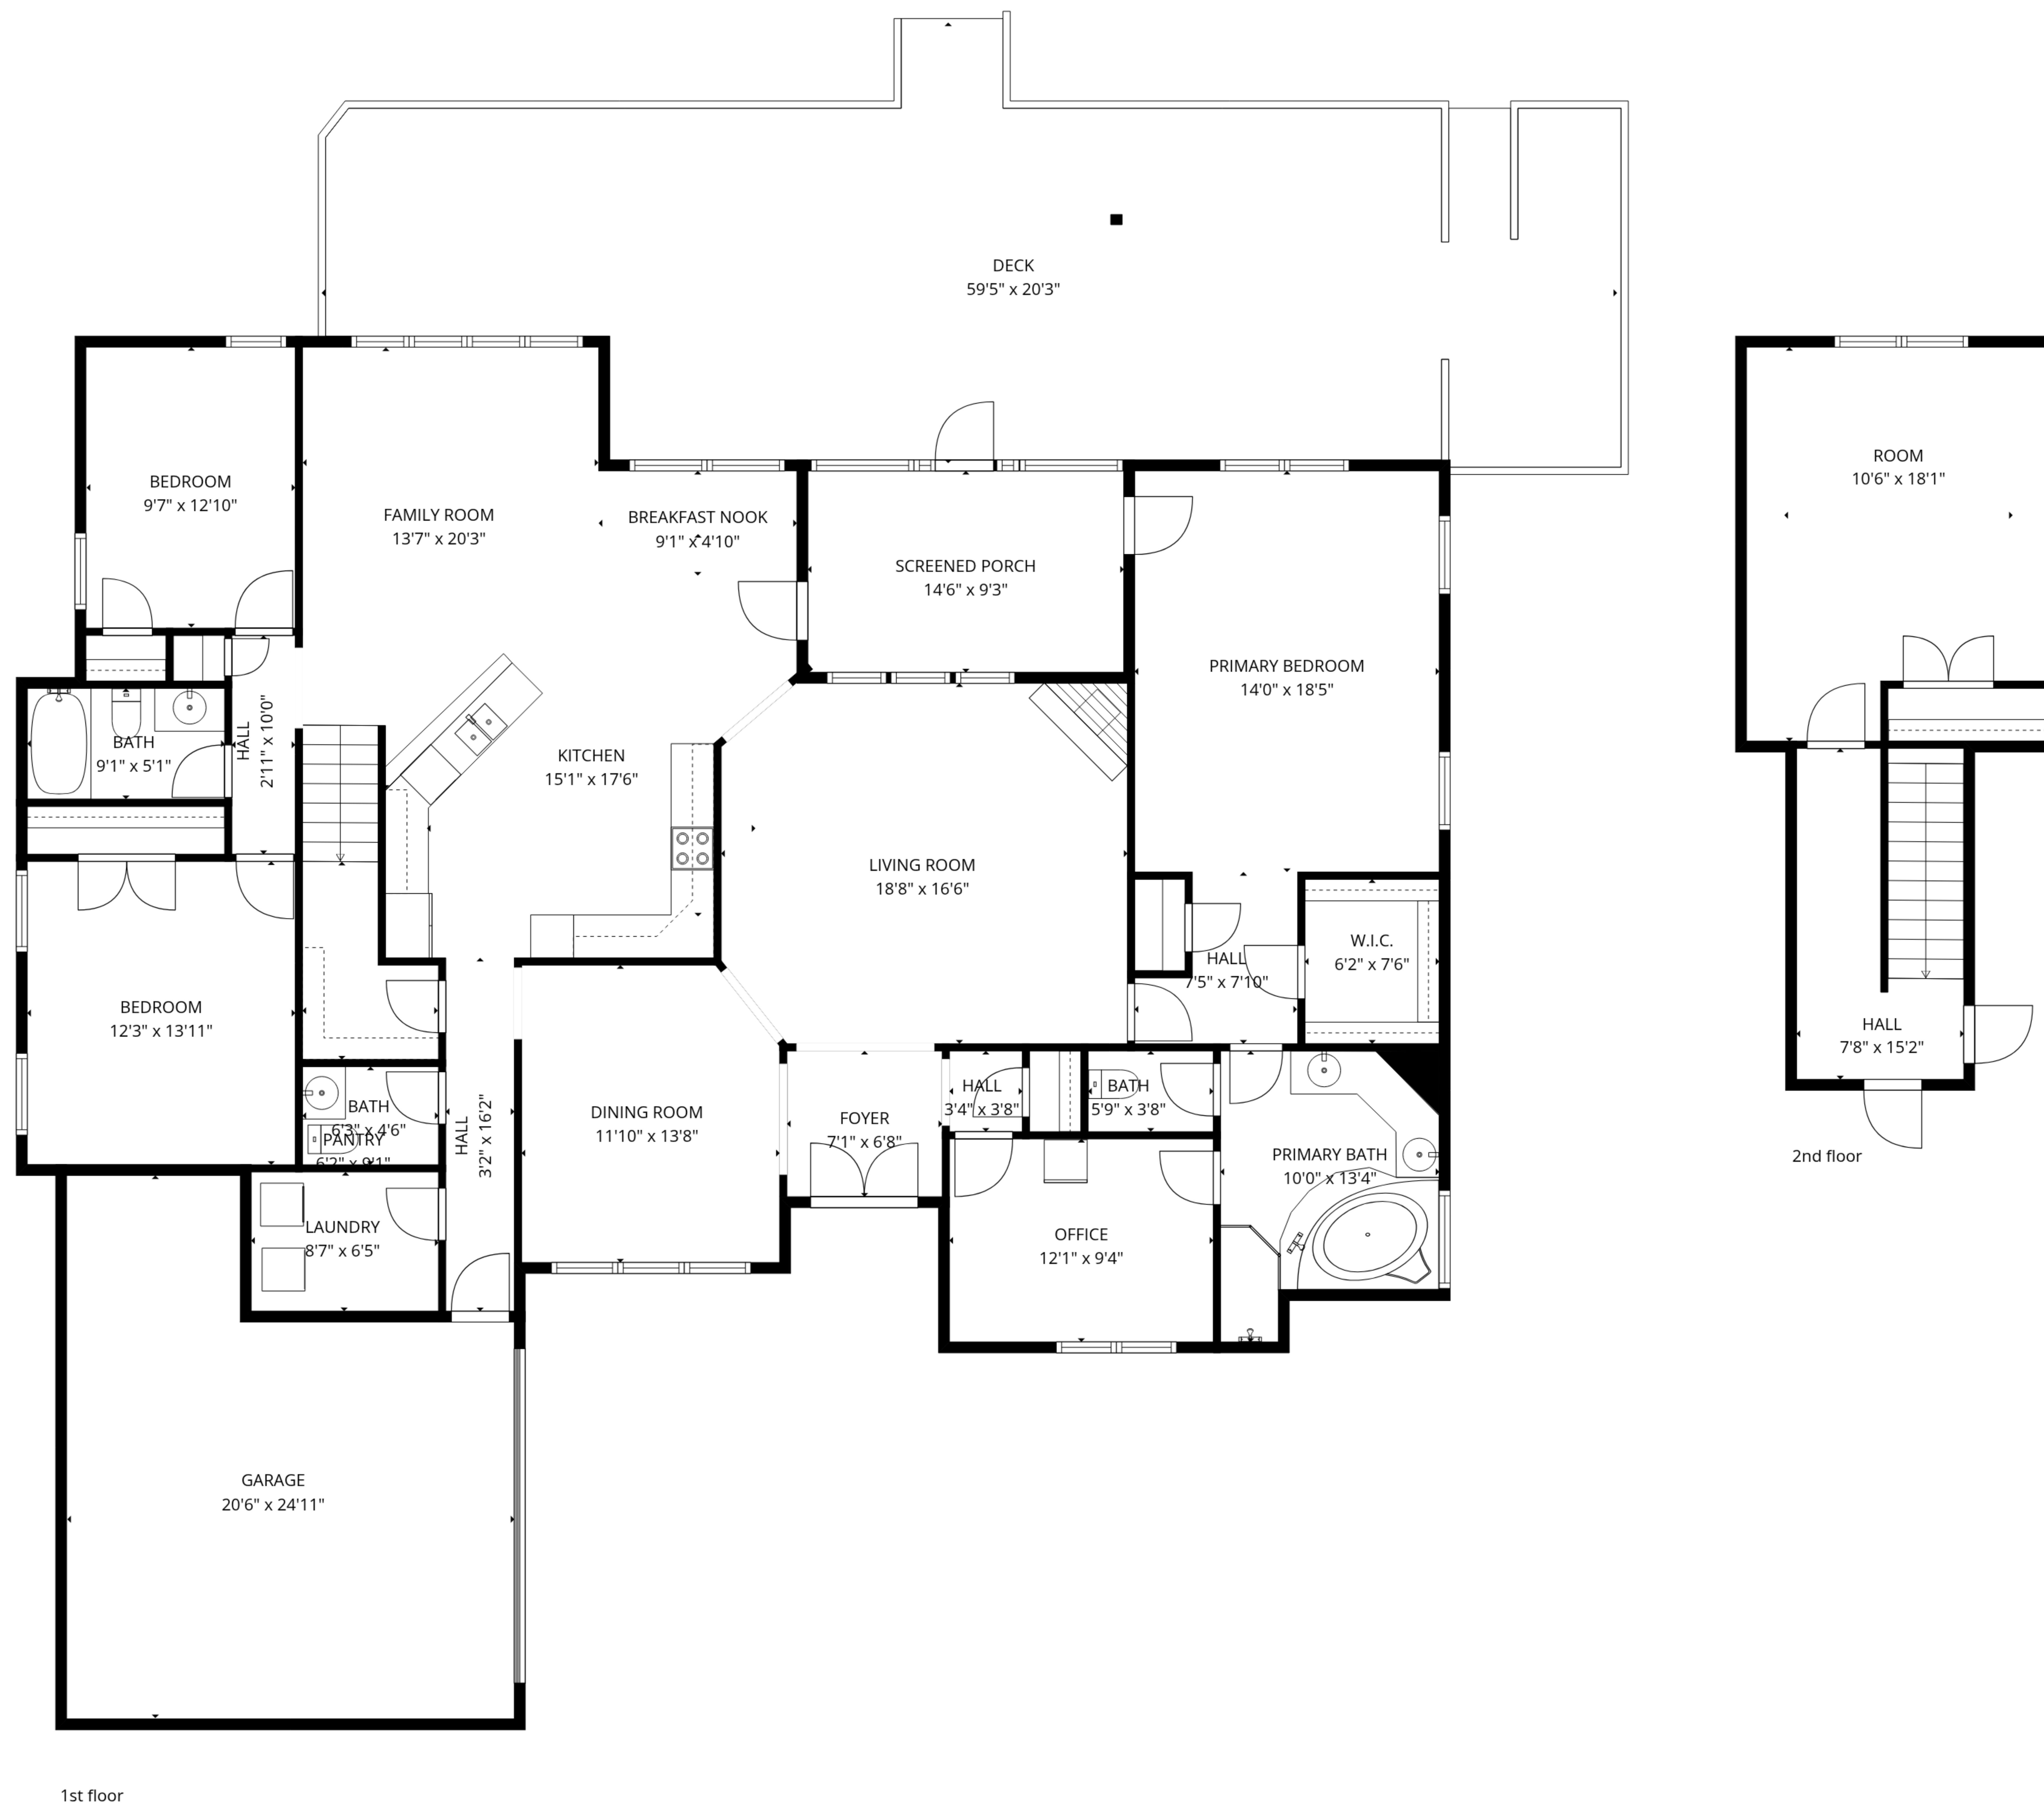 DECK
59'5" x 20'3"
BEDROOM
9'7" x 12'10"
FAMILY ROOM
13'7" x 20'3"
BREAKFAST NOOK
9'1" x 4'10"
SCREENED PORCH
14'6" x 9'3"
PRIMARY BEDROOM
14'0" x 18'5"
BATH
9'1" x 5'1"
HALL
2'11" x 10'0"
KITCHEN
15'1" x 17'6"
LIVING ROOM
18'8" x 16'6"
HALL
7'5" x 7'10"
W.I.C.
6'2" x 7'6"
BEDROOM
12'3" x 13'11"
BATH
6'3" x 4'6"
PANTRY
6'2" x 9'1"
HALL
3'2" x 16'2"
DINING ROOM
11'10" x 13'8"
FOYER
7'1" x 6'8"
HALL
3'4" x 3'8"
BATH
5'9" x 3'8"
PRIMARY BATH
10'0" x 13'4"
LAUNDRY
8'7" x 6'5"
OFFICE
12'1" x 9'4"
GARAGE
20'6" x 24'11"
1st floor
ROOM
10'6" x 18'1"
HALL
7'8" x 15'2"
2nd floor